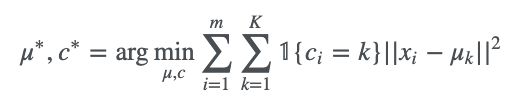 μ*, c* = arg min_{μ,c} ∑_{i=1}^{m} ∑_{k=1}^{K} 𝟙{c_i = k}||x_i − μ_k||²